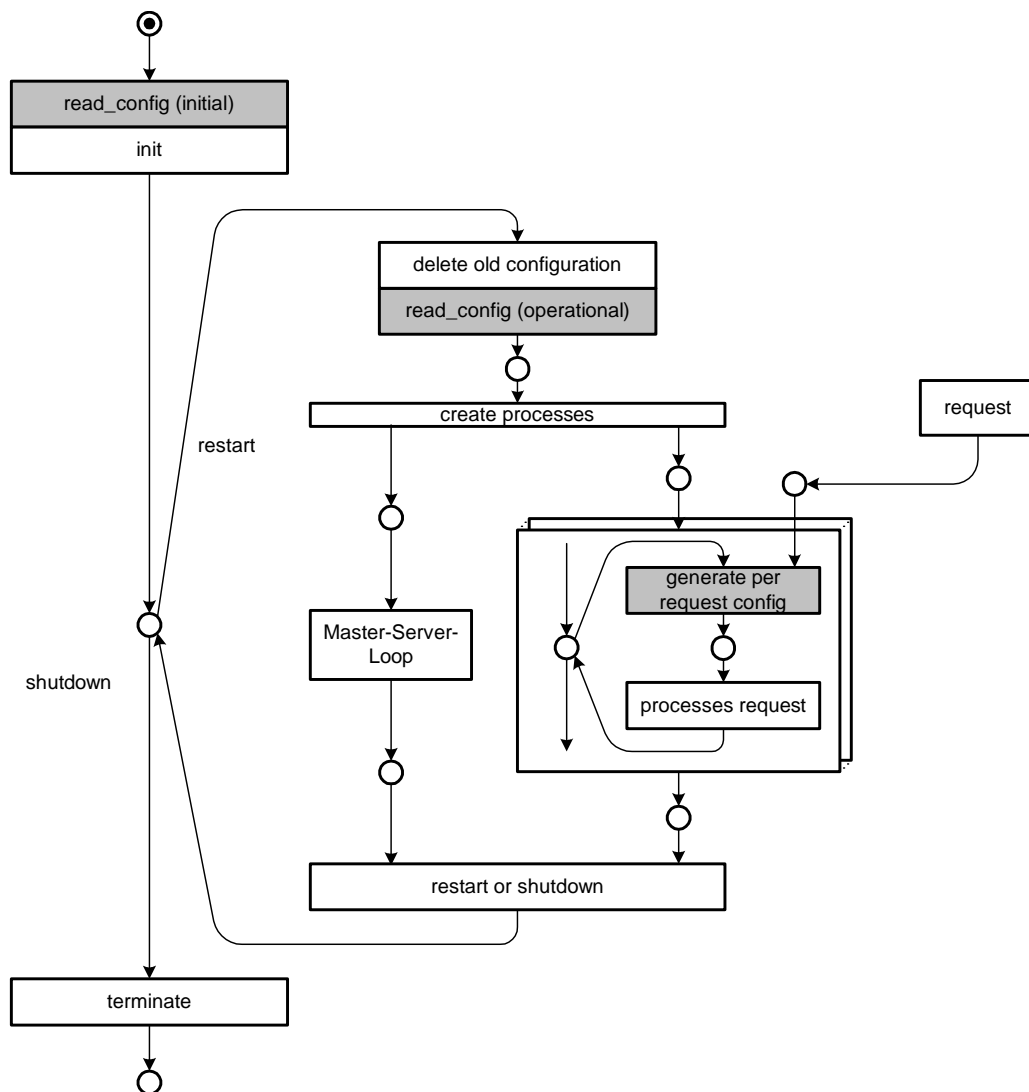 read_config (initial)
init
delete old configuration
read_config (operational)
create processes
request
restart
generate per
request config
Master-Server-
Loop
shutdown
processes request
restart or shutdown
terminate